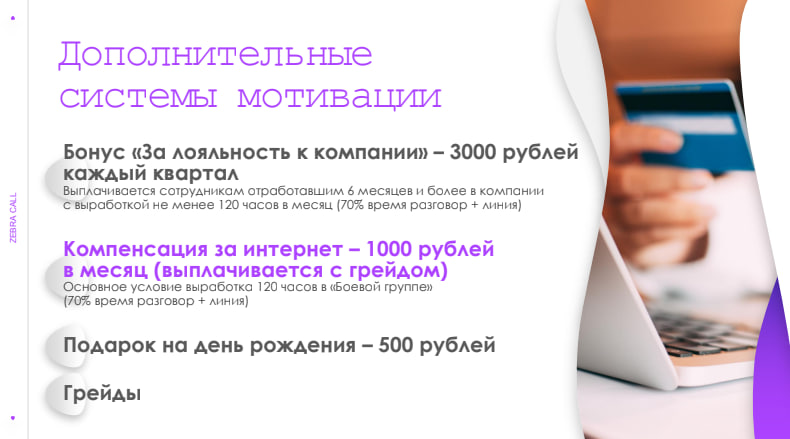 Дополнительные
системы мотивации
Бонус «За лояльность к компании» – 3000 рублей
каждый квартал
Выплачивается сотрудникам отработавшим 6 месяцев и более в компании
с выработкой не менее 120 часов в месяц (70% время разговор + линия)
Компенсация за интернет – 1000 рублей
в месяц (выплачивается с грейдом)
Основное условие выработка 120 часов в «Боевой группе»
(70% время разговор + линия)
Подарок на день рождения – 500 рублей
Грейды
ZEBRA CALL